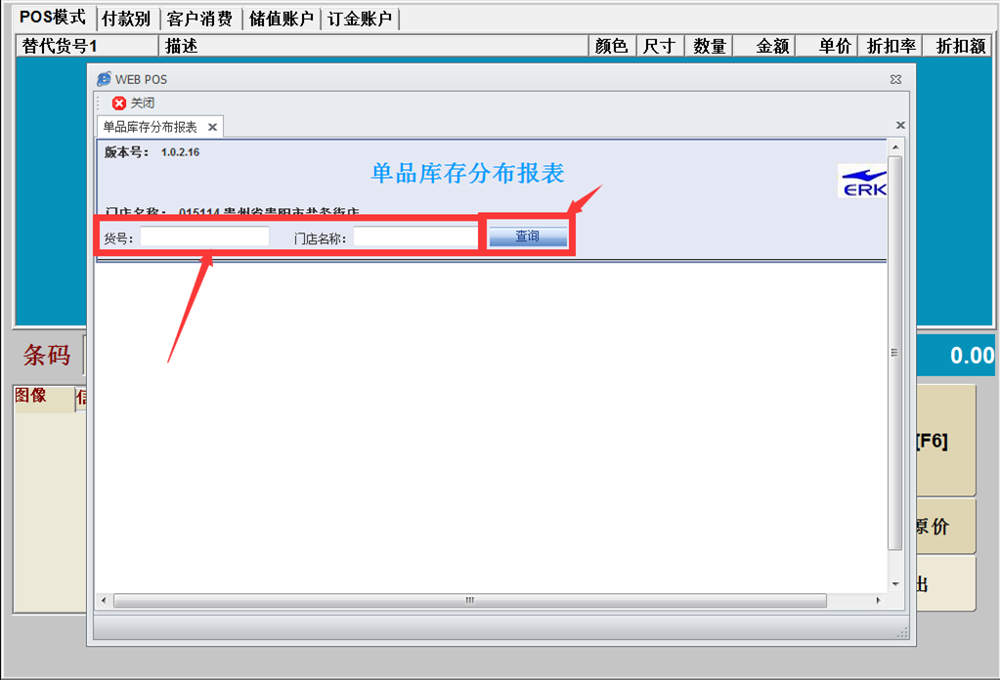 POS模式 付款别 客户消费 储值账户 订金账户
替代货号1 描述 颜色 尺寸 数量 金额 单价 折扣率 折扣额
WEB POS
关闭
单品库存分布报表
版本号： 1.0.2.16
单品库存分布报表
ERK
门店名称： 015114 贵州省贵阳市
货号： 门店名称： 查询
条码 0.00
图像
[F6]
原价
出